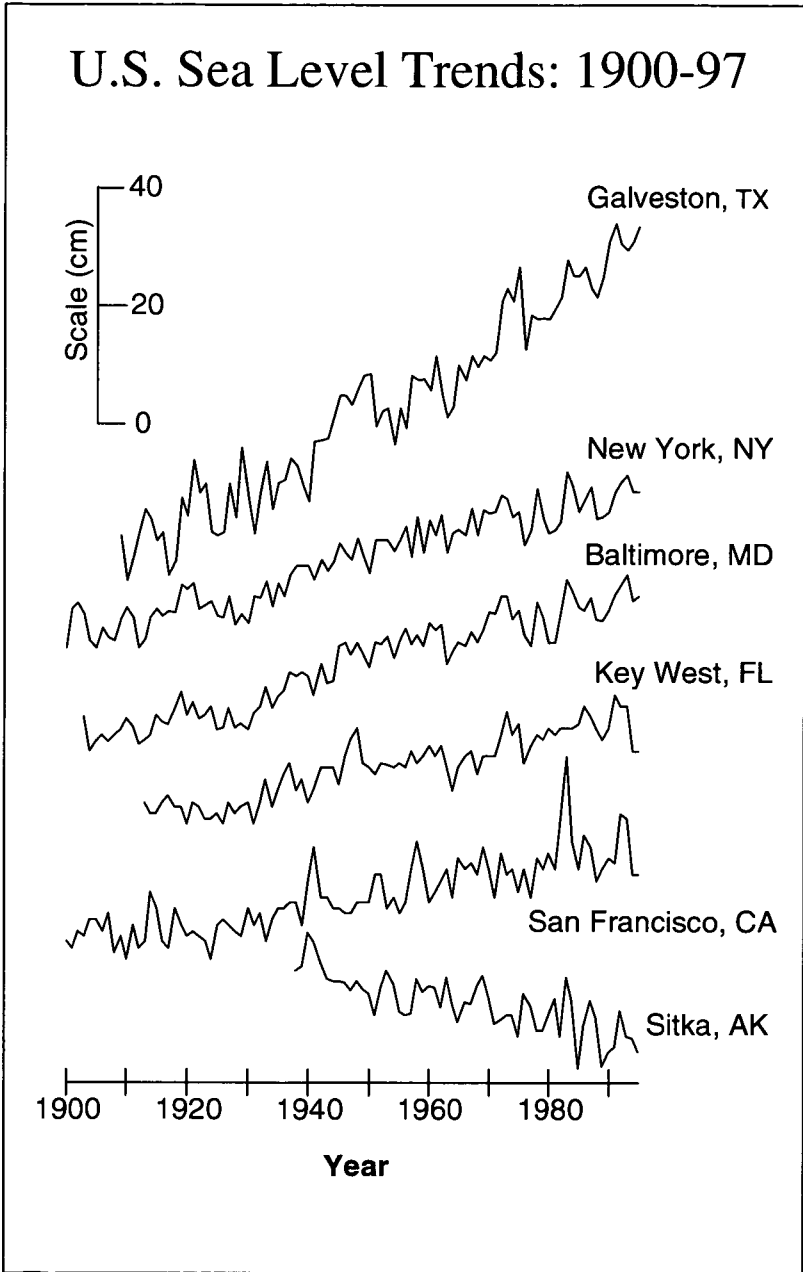 U.S. Sea Level Trends: 1900-97
40
Galveston, TX
Scale (cm)
20
0
New York, NY
Baltimore, MD
Key West, FL
San Francisco, CA
Sitka, AK
1900 1920 1940 1960 1980
Year